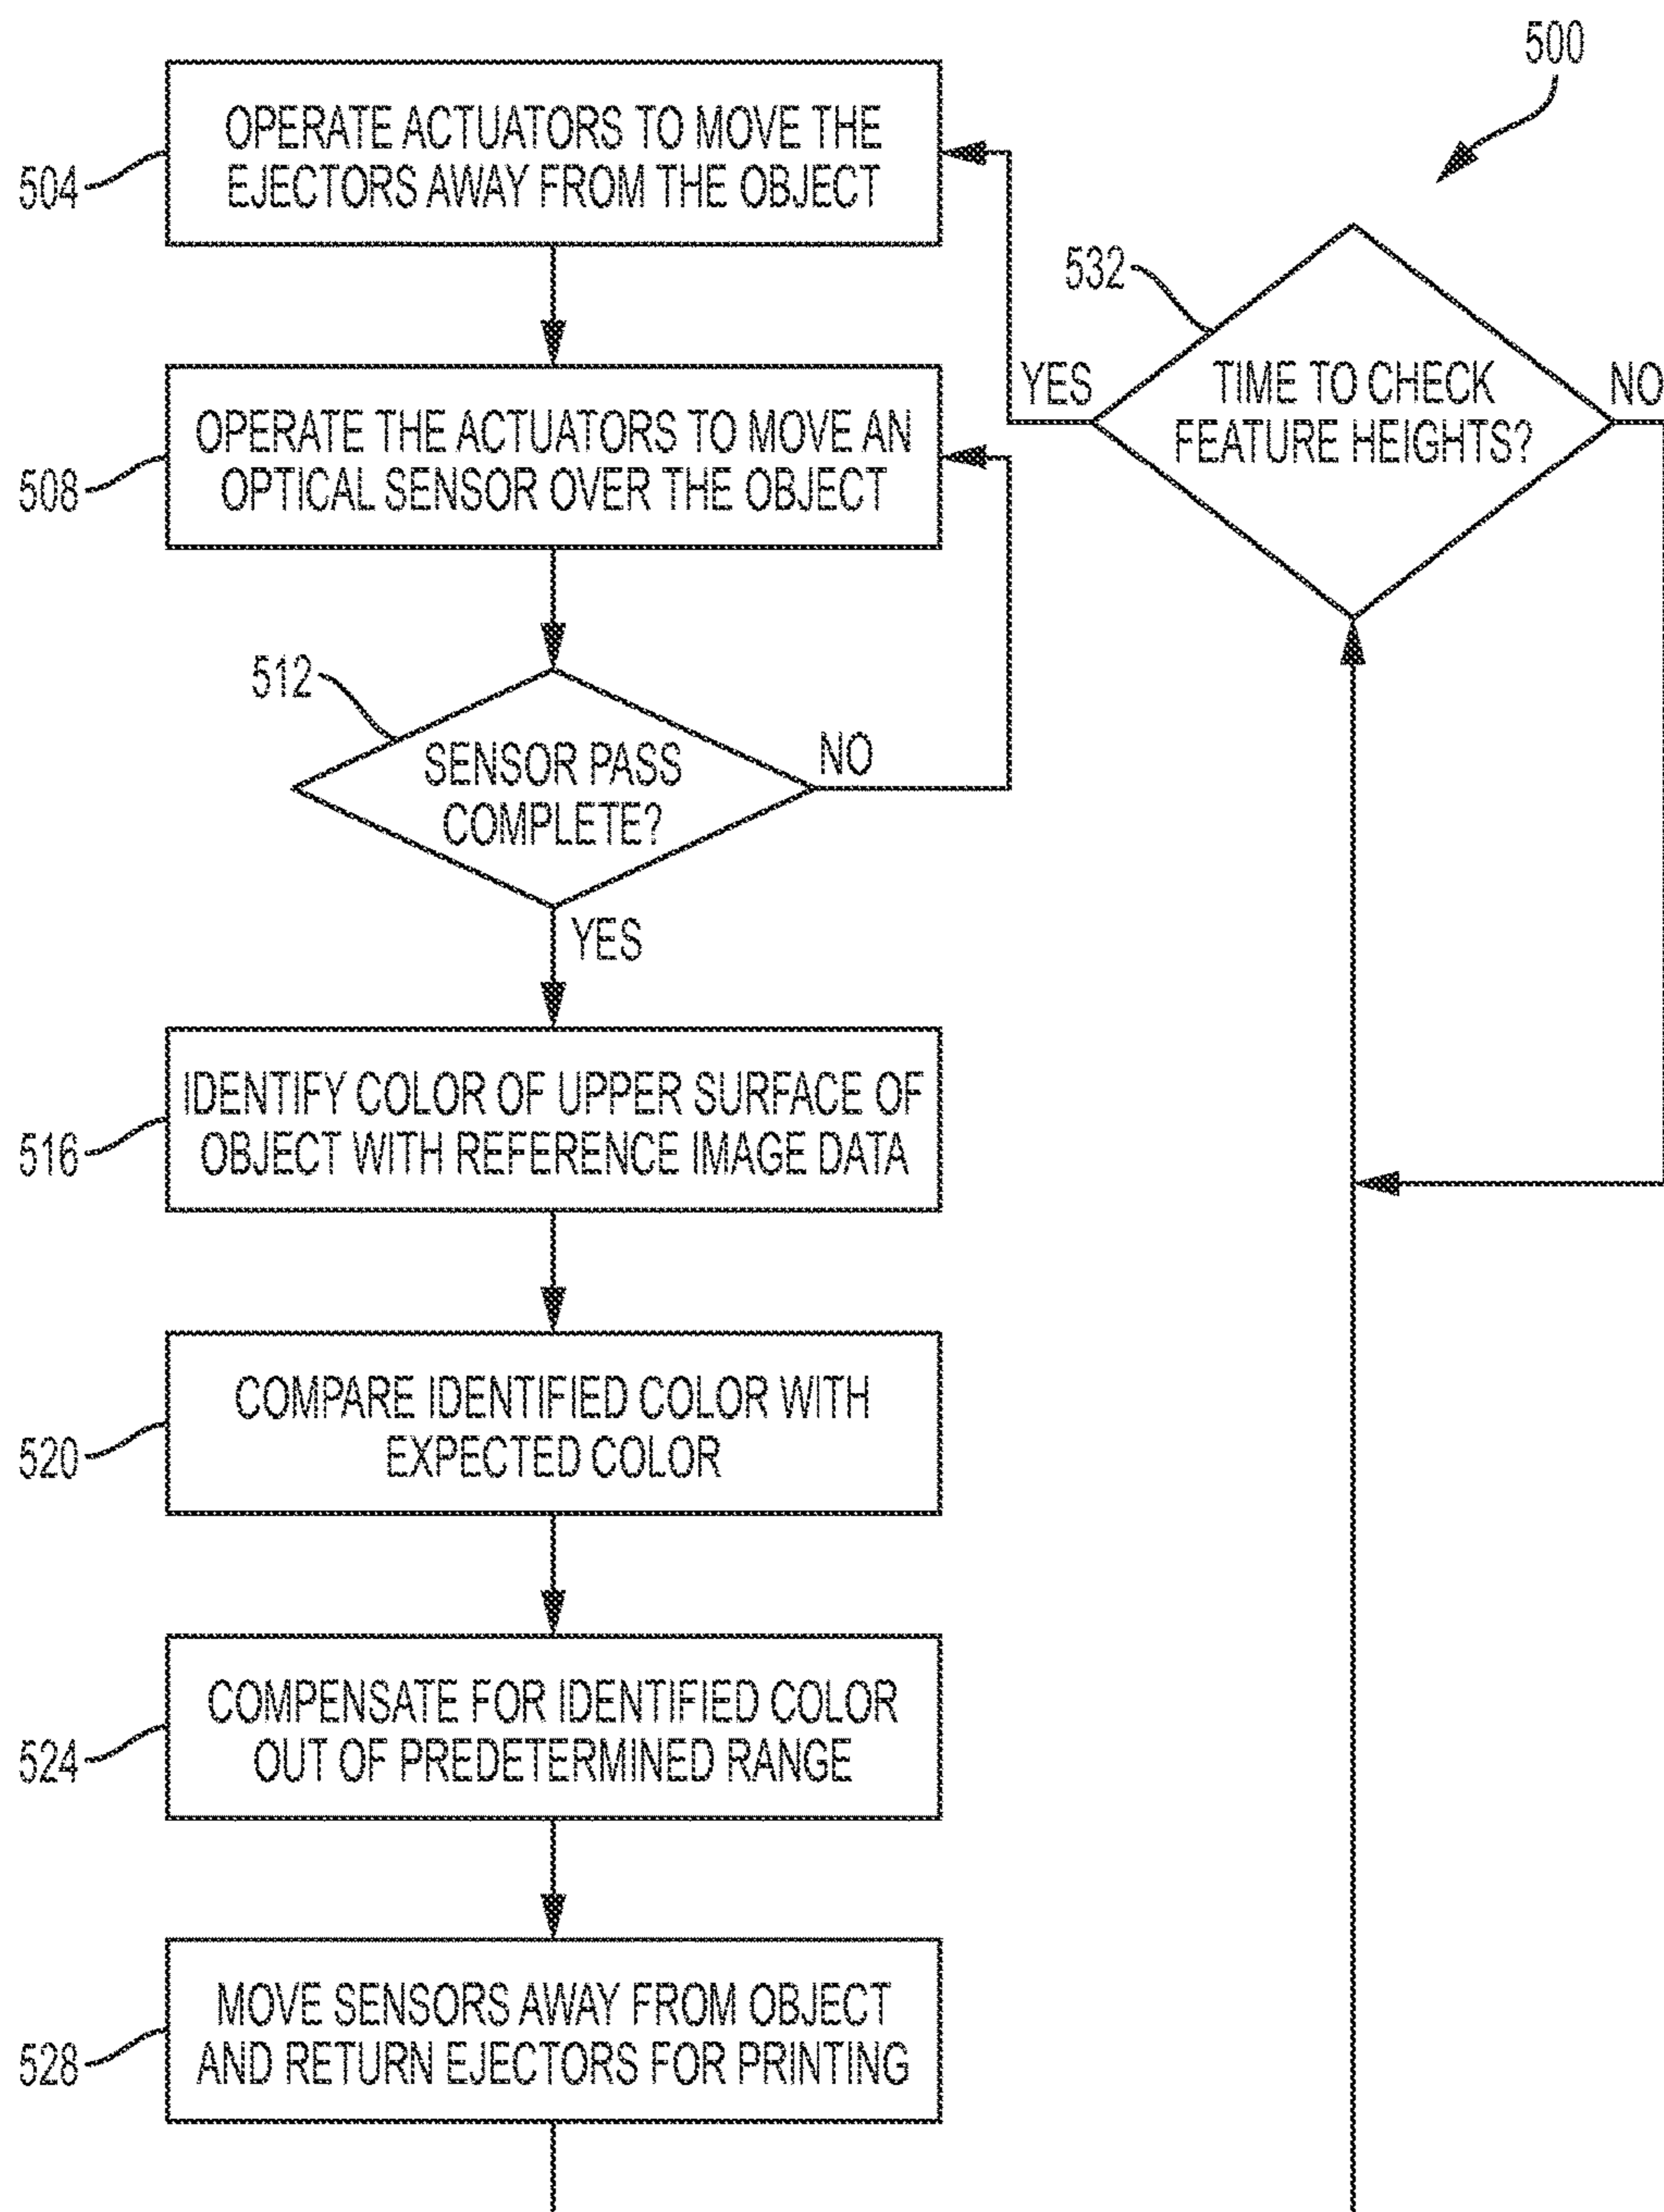 500
504
OPERATE ACTUATORS TO MOVE THE
EJECTORS AWAY FROM THE OBJECT
532
TIME TO CHECK
FEATURE HEIGHTS?
YES
NO
508
OPERATE THE ACTUATORS TO MOVE AN
OPTICAL SENSOR OVER THE OBJECT
512
SENSOR PASS
COMPLETE?
NO
YES
516
IDENTIFY COLOR OF UPPER SURFACE OF
OBJECT WITH REFERENCE IMAGE DATA
520
COMPARE IDENTIFIED COLOR WITH
EXPECTED COLOR
524
COMPENSATE FOR IDENTIFIED COLOR
OUT OF PREDETERMINED RANGE
528
MOVE SENSORS AWAY FROM OBJECT
AND RETURN EJECTORS FOR PRINTING